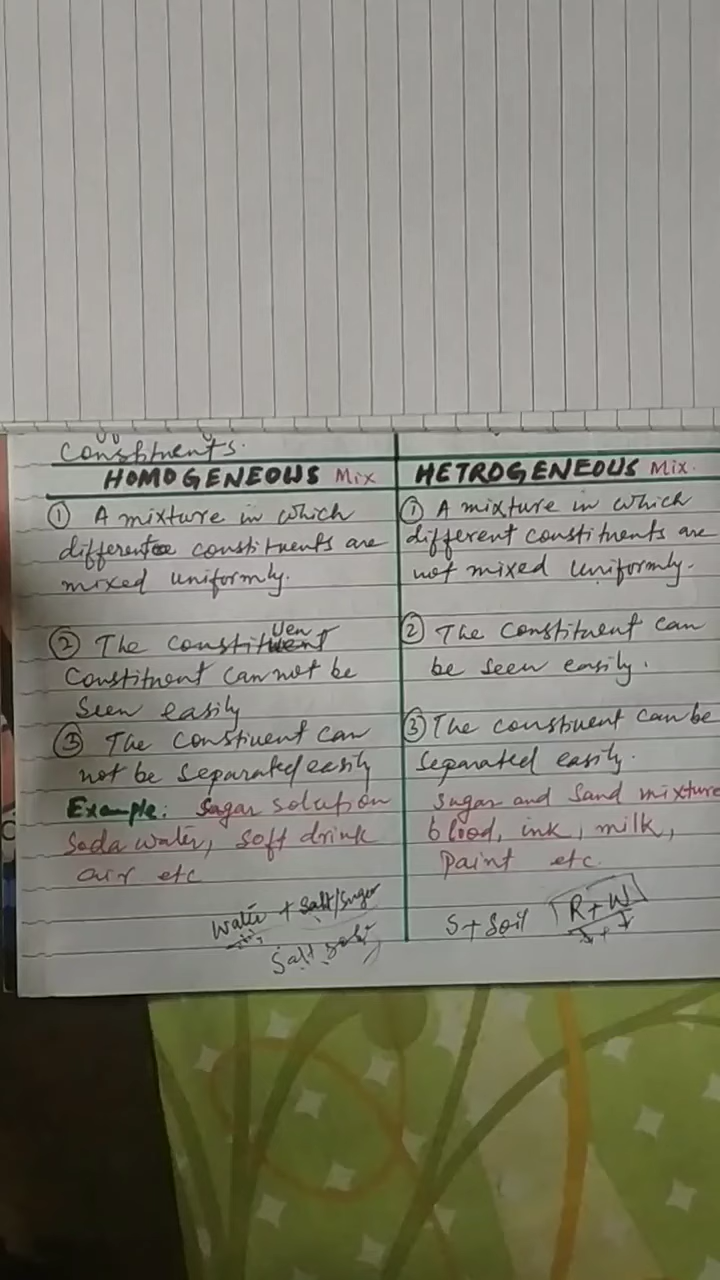 Constituents.
HOMOGENEOUS Mix
① A mixture in which
different constituents are
mixed uniformly.
② The constituent
Constituent can not be
Seen easily
③ The constiuent can
not be separated easily
Example: Sugar solution
Soda water, soft drink
air etc
Water + Salt/Sugar
Salt
HETROGENEOUS Mix.
① A mixture in which
different constituents are
not mixed uniformly.
② The constituent can
be seen easily.
③ The constiuent can be
separated easily.
Sugar and Sand mixture
blood, ink, milk,
Paint etc.
S + Soil
R + W